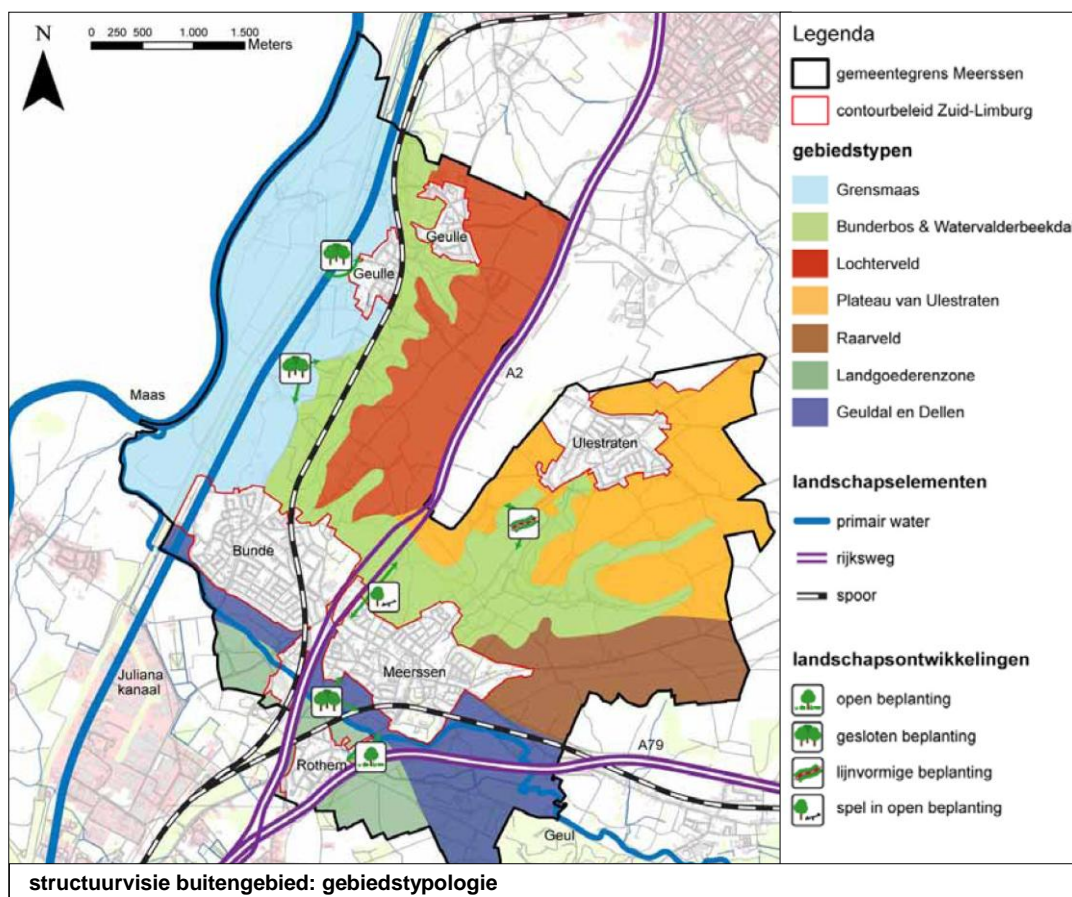 N
0 250 500 1.000 1.500
Meters
Geulle
Geulle
A2
Maas
Ulestraten
Bunde
Meerssen
Juliana
kanaal
Rothem
A79
Geul
Legenda
gemeentegrens Meerssen
contourbeleid Zuid-Limburg
gebiedstypen
Grensmaas
Bunderbos & Watervalderbeekdal
Lochterveld
Plateau van Ulestraten
Raarveld
Landgoederenzone
Geuldal en Dellen
landschapselementen
primair water
rijksweg
spoor
landschapsontwikkelingen
open beplanting
gesloten beplanting
lijnvormige beplanting
spel in open beplanting
structuurvisie buitengebied: gebiedstypologie